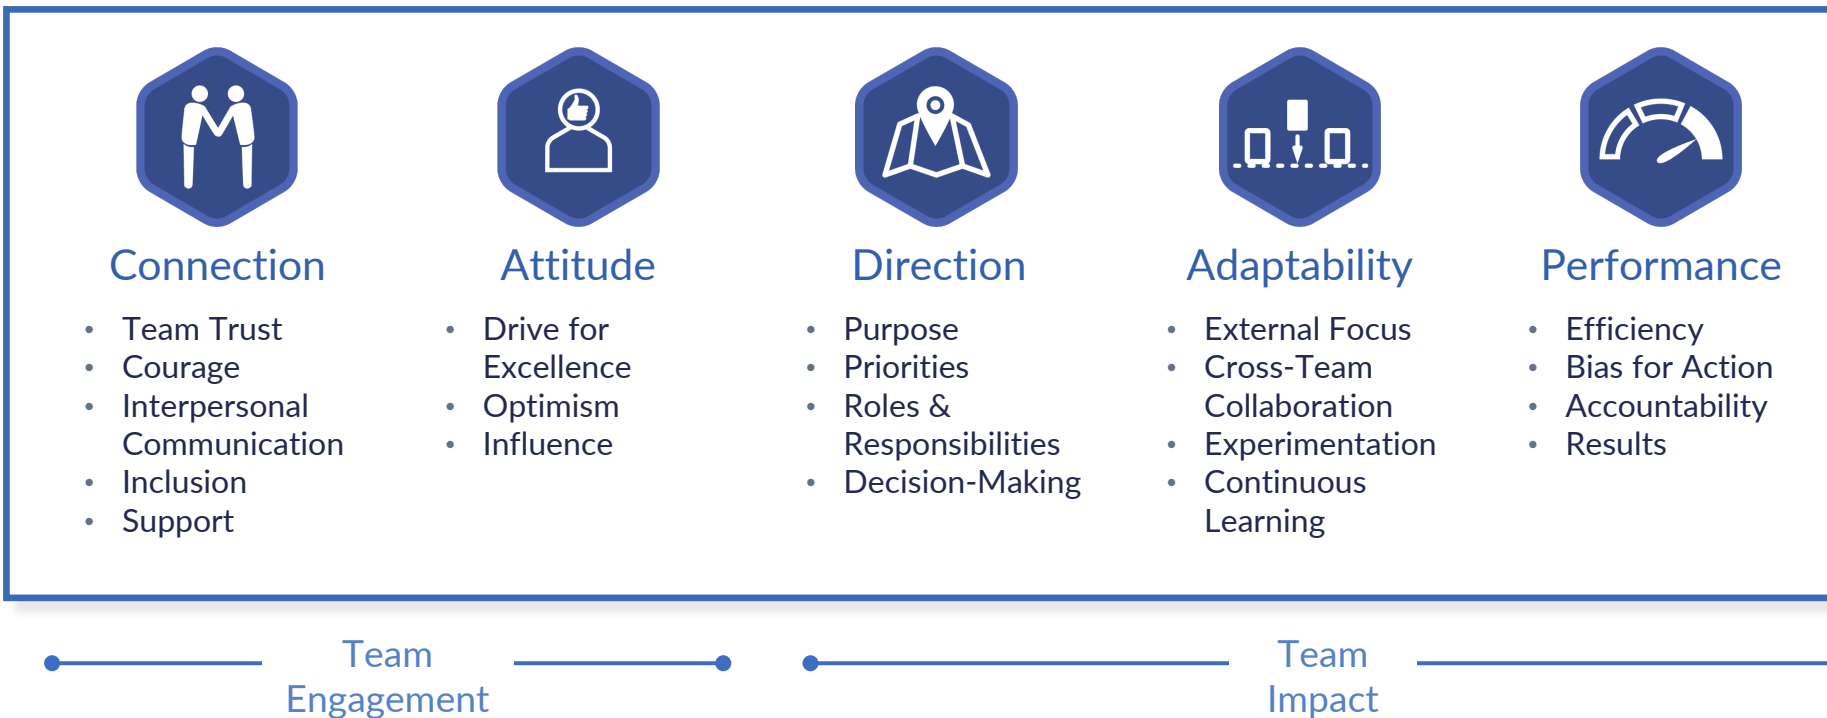 Connection
• Team Trust
• Courage
• Interpersonal
Communication
• Inclusion
• Support
Attitude
• Drive for
Excellence
• Optimism
• Influence
Direction
• Purpose
• Priorities
• Roles &
Responsibilities
• Decision-Making
Adaptability
• External Focus
• Cross-Team
Collaboration
• Experimentation
• Continuous
Learning
Performance
• Efficiency
• Bias for Action
• Accountability
• Results
Team
Engagement
Team
Impact